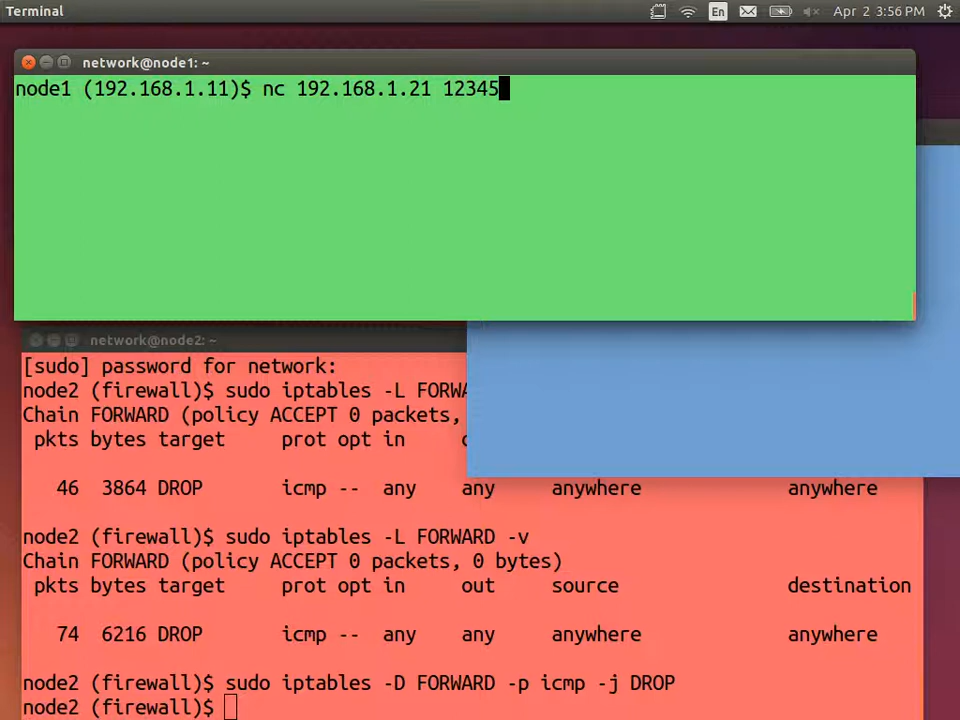 Terminal
En
Apr 2 3:56 PM
network@node1: ~
node1 (192.168.1.11)$ nc 192.168.1.21 12345
network@node2: ~
[sudo] password for network:
node2 (firewall)$ sudo iptables -L FORWA
Chain FORWARD (policy ACCEPT 0 packets,
pkts bytes target prot opt in
46 3864 DROP icmp -- any any anywhere anywhere
node2 (firewall)$ sudo iptables -L FORWARD -v
Chain FORWARD (policy ACCEPT 0 packets, 0 bytes)
pkts bytes target prot opt in out source destination
74 6216 DROP icmp -- any any anywhere anywhere
node2 (firewall)$ sudo iptables -D FORWARD -p icmp -j DROP
node2 (firewall)$